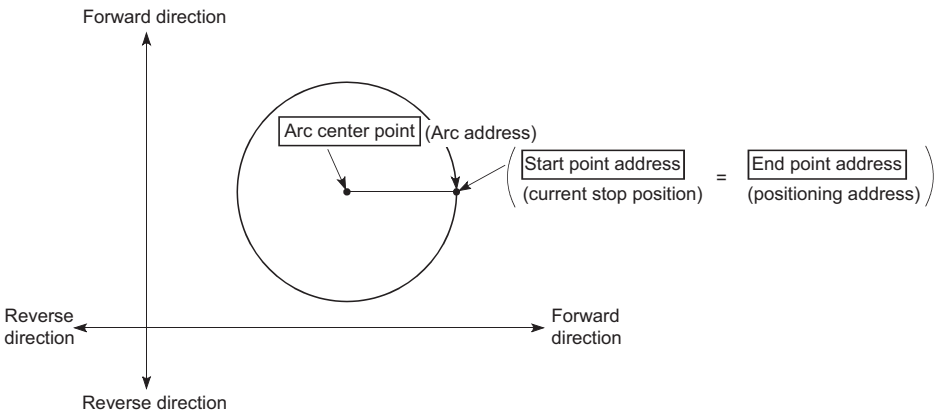 Forward direction
Arc center point (Arc address)
Start point address = End point address
(current stop position) (positioning address)
Reverse
direction
Forward
direction
Reverse direction